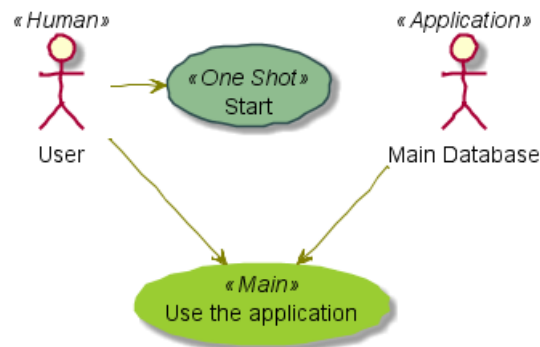 «Human»
«Application»
«One Shot»
Start
User
Main Database
«Main»
Use the application